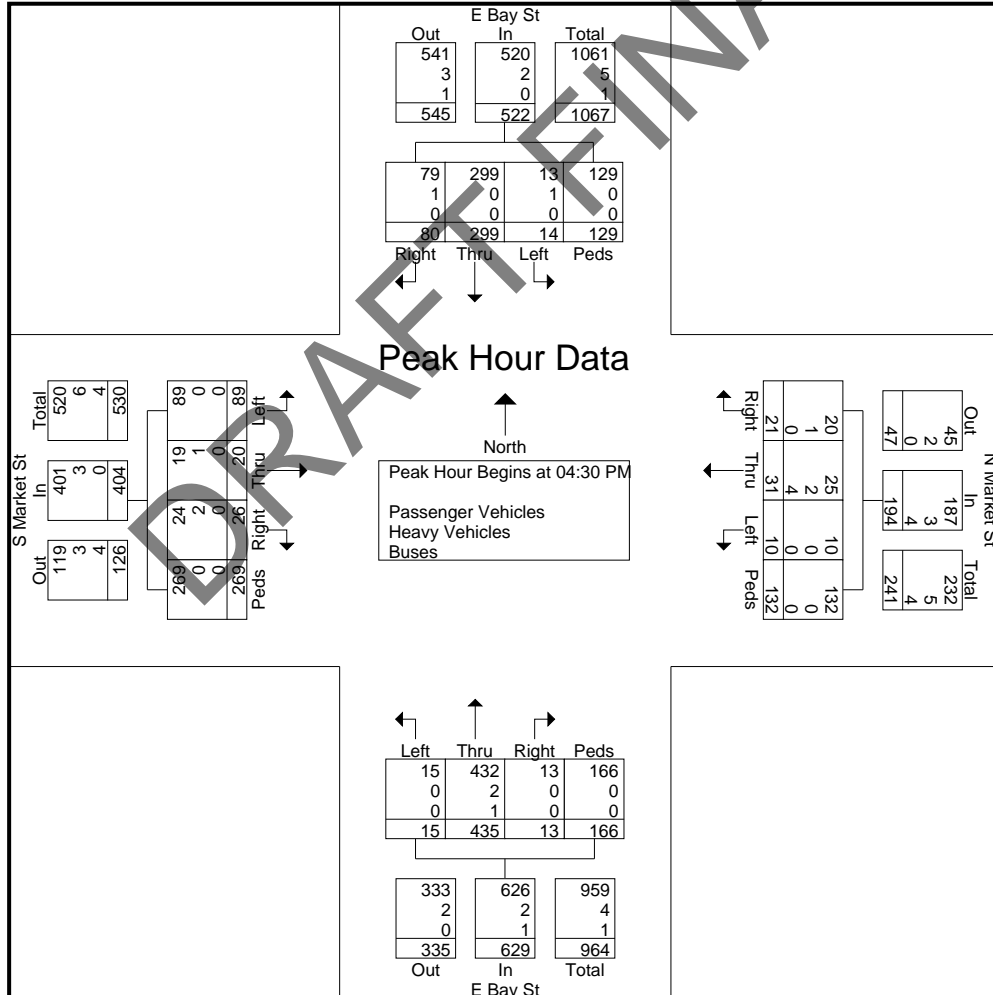 E Bay St
Out In Total
541 520 1061
3 2 5
1 0 1
545 522 1067
79 299 13 129
1 0 1 0
0 0 0 0
80 299 14 129
Right Thru Left Peds
Peak Hour Data
North
Peak Hour Begins at 04:30 PM
Passenger Vehicles
Heavy Vehicles
Buses
S Market St
Total In Out
520 401 119
6 3 3
4 0 4
530 404 126
89 19 24 269
0 1 2 0
0 0 0 0
89 20 26 269
Left Thru Right Peds
N Market St
Out In Total
45 187 232
2 3 5
0 4 4
47 194 241
20 25 10 132
1 2 0 0
0 4 0 0
21 31 10 132
Right Thru Left Peds
Left Thru Right Peds
15 432 13 166
0 2 0 0
0 1 0 0
15 435 13 166
333 626 959
2 2 4
0 1 1
335 629 964
Out In Total
E Bay St
DRAFT FINA